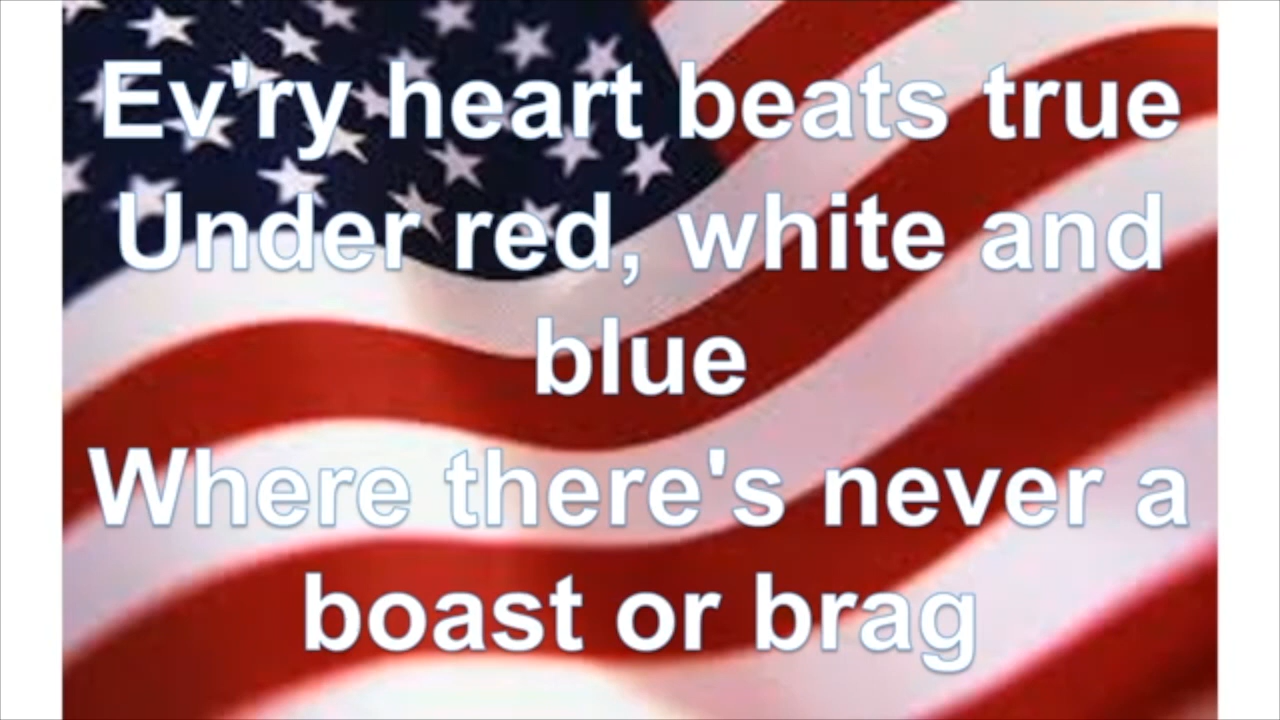 Ev'ry heart beats true
Under red, white and
blue
Where there's never a
boast or brag